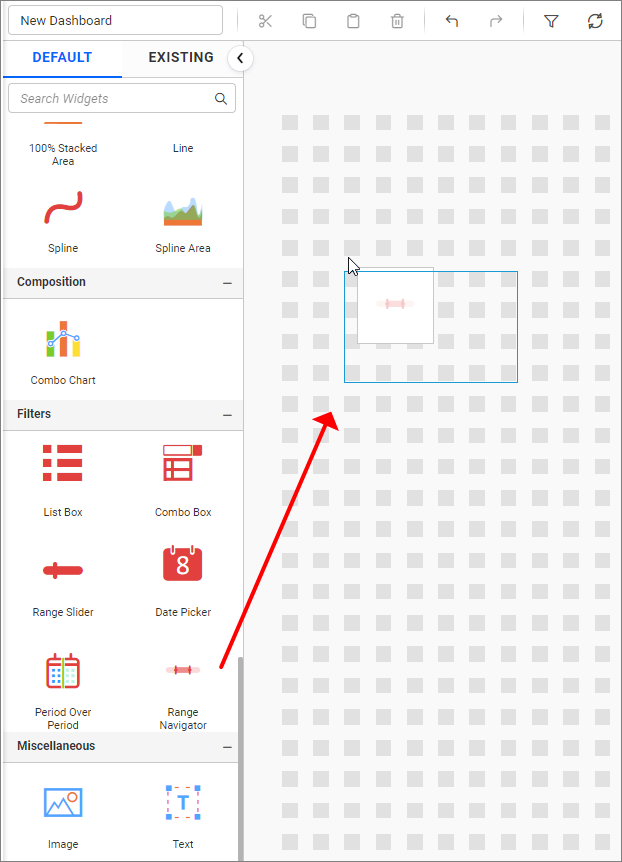 New Dashboard
DEFAULT
EXISTING
Search Widgets
100% Stacked
Area
Line
Spline
Spline Area
Composition
Combo Chart
Filters
List Box
Combo Box
8
Range Slider
Date Picker
Period Over
Period
Range
Navigator
Miscellaneous
T
Image
Text